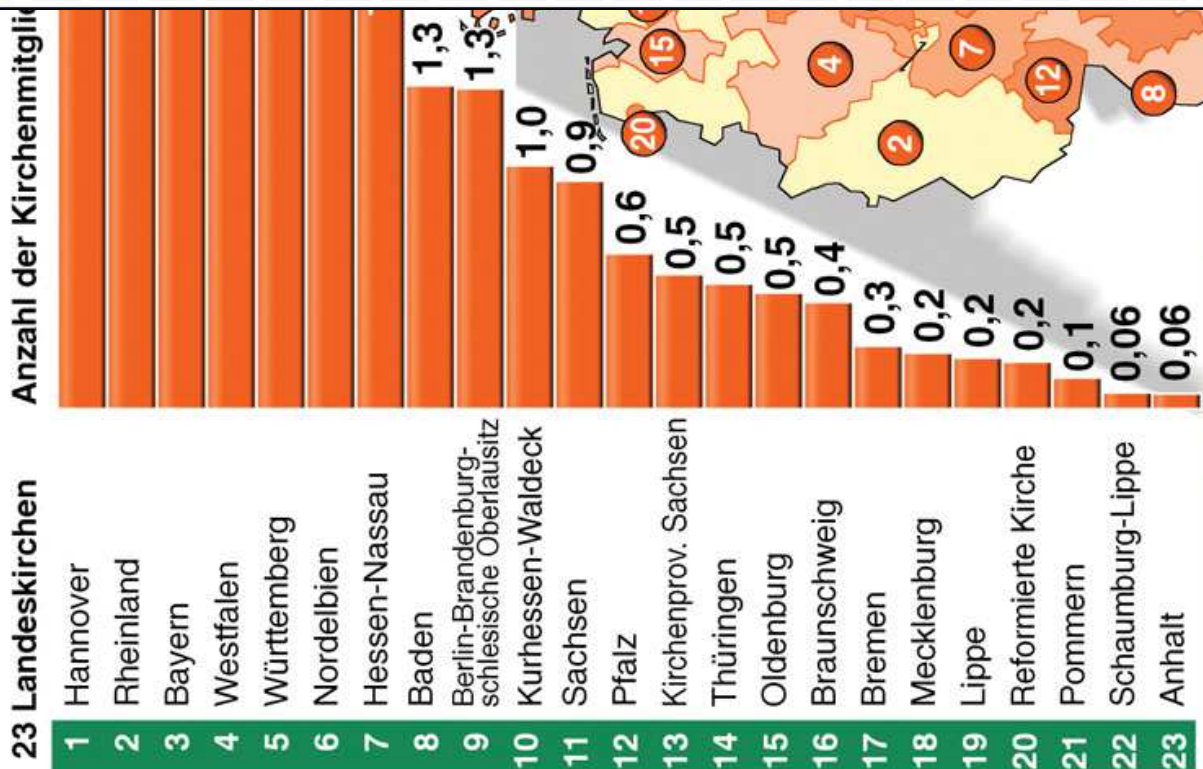 23 Landeskirchen
Anzahl der Kirchenmitglie
1 Hannover
2 Rheinland
3 Bayern
4 Westfalen
5 Württemberg
6 Nordelbien
7 Hessen-Nassau
8 Baden 1,3
9 Berlin-Brandenburg-
schlesische Oberlausitz 1,3
10 Kurhessen-Waldeck 1,0
11 Sachsen 0,9
12 Pfalz 0,6
13 Kirchenprov. Sachsen 0,5
14 Thüringen 0,5
15 Oldenburg 0,5
16 Braunschweig 0,4
17 Bremen 0,3
18 Mecklenburg 0,2
19 Lippe 0,2
20 Reformierte Kirche 0,2
21 Pommern 0,1
22 Schaumburg-Lippe 0,06
23 Anhalt 0,06
15
4
7
12
8
20
2